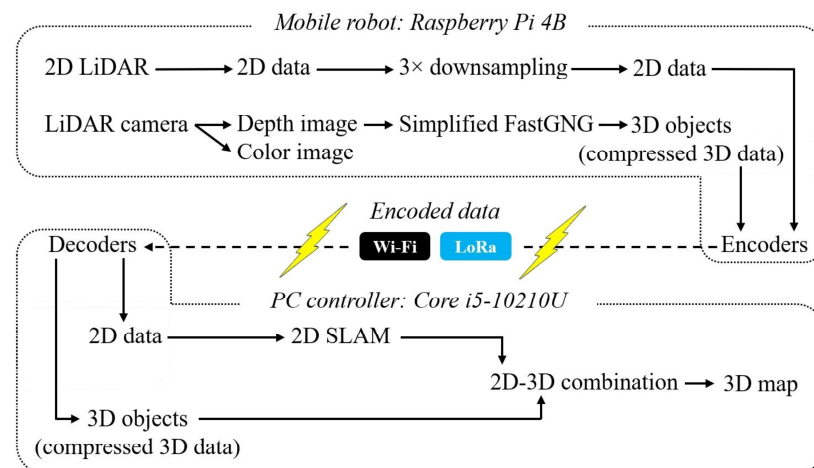 Mobile robot: Raspberry Pi 4B
2D LiDAR 2D data 3× downsampling 2D data
LiDAR camera Depth image Simplified FastGNG 3D objects
Color image (compressed 3D data)
Encoded data
Decoders Wi-Fi LoRa Encoders
PC controller: Core i5-10210U
2D data 2D SLAM
2D-3D combination 3D map
3D objects
(compressed 3D data)